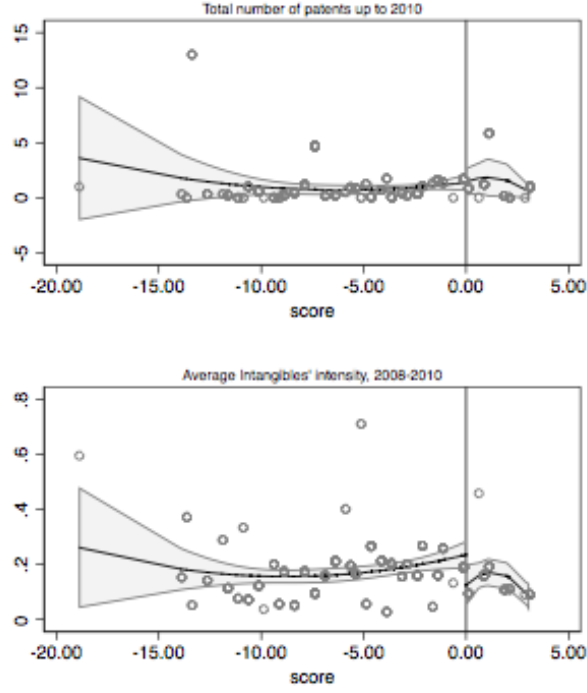 Total number of patents up to 2010
15
10
5
0
-5
-20.00 -15.00 -10.00 -5.00 0.00 5.00
score
Average Intangibles' intensity, 2008-2010
.8
.6
.4
.2
0
-20.00 -15.00 -10.00 -5.00 0.00 5.00
score